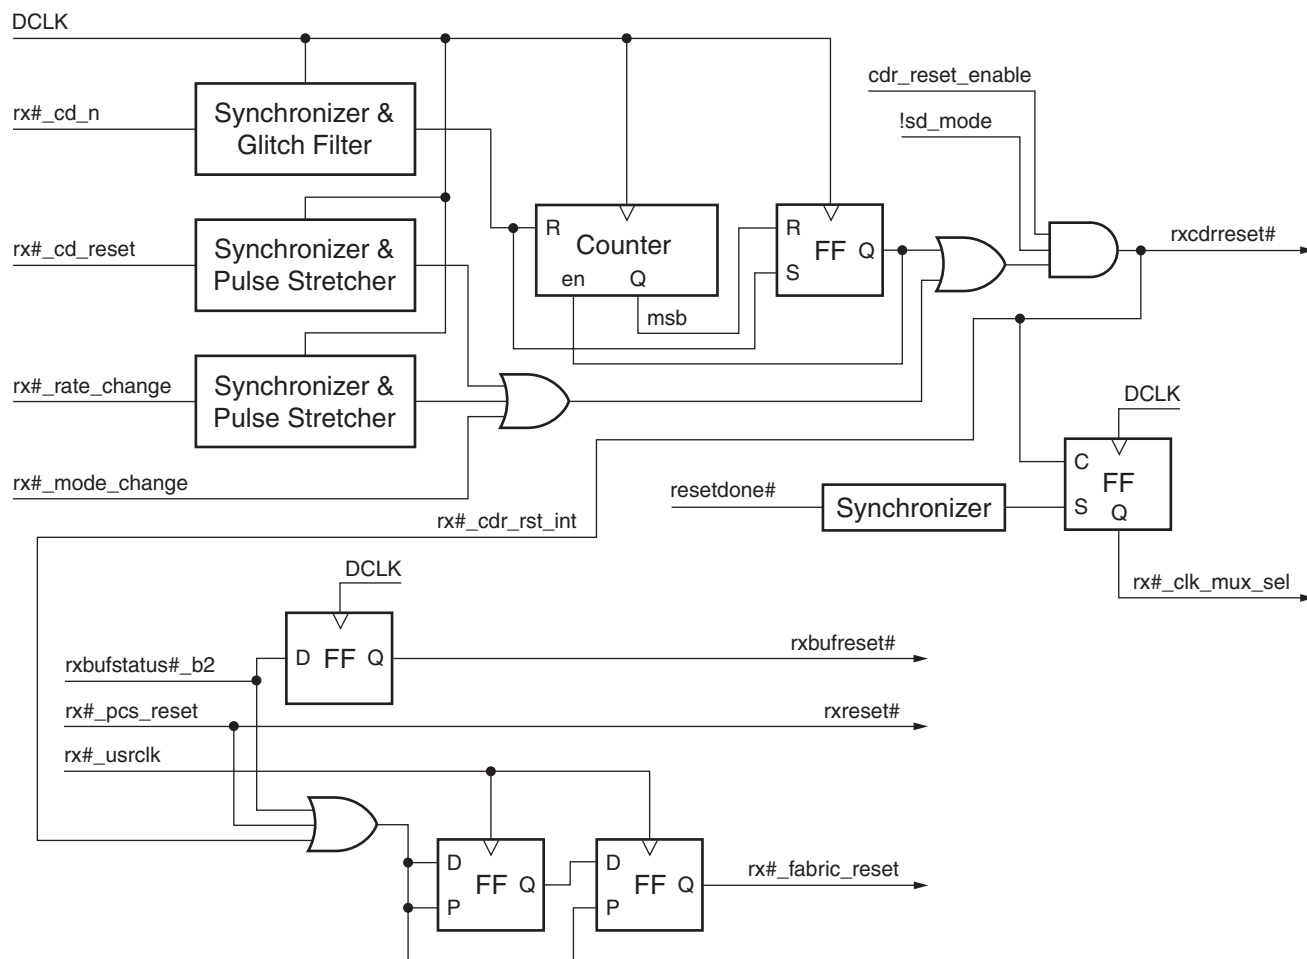 DCLK
cdr_reset_enable
rx#_cd_n
Synchronizer &
Glitch Filter
!sd_mode
rx#_cd_reset
Synchronizer &
Pulse Stretcher
R
Counter
en
Q
msb
R
FF
Q
S
rxcdrreset#
rx#_rate_change
Synchronizer &
Pulse Stretcher
DCLK
rx#_mode_change
resetdone#
Synchronizer
C
FF
S
Q
rx#_cdr_rst_int
rx#_clk_mux_sel
DCLK
rxbufstatus#_b2
D
FF
Q
rxbufreset#
rx#_pcs_reset
rxreset#
rx#_usrclk
D
FF
Q
P
D
FF
Q
P
rx#_fabric_reset